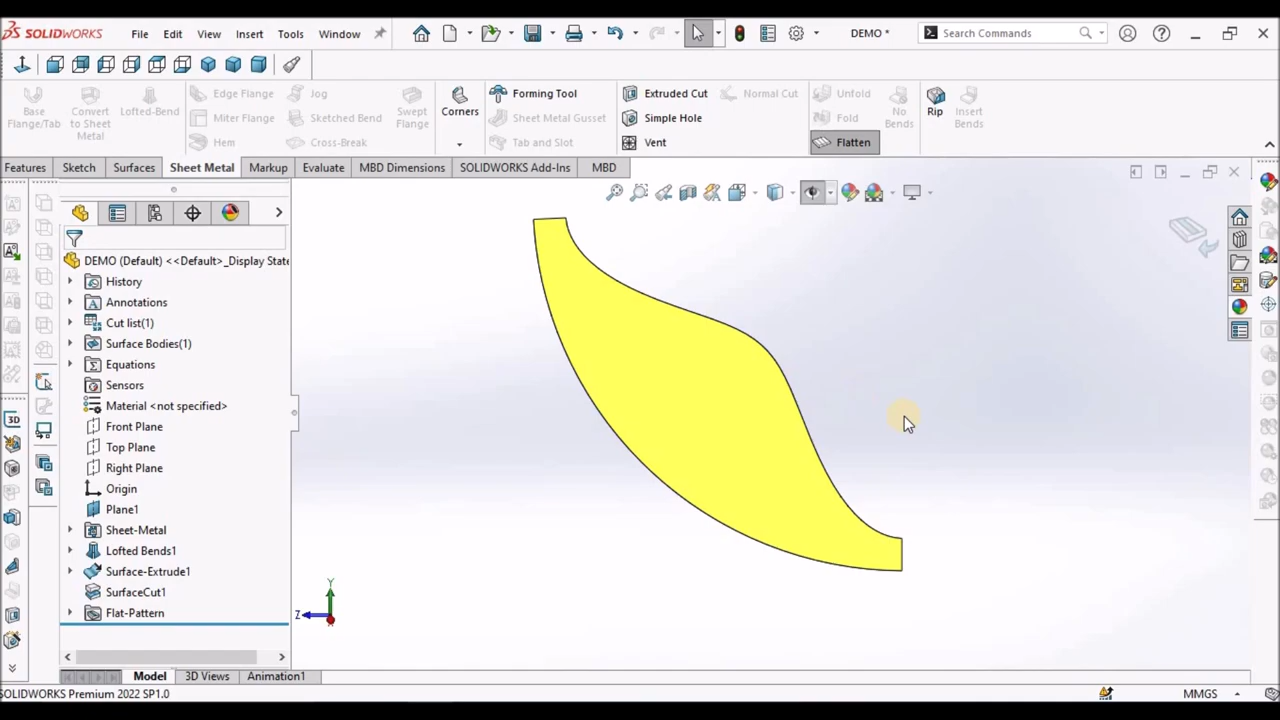 SOLIDWORKS File Edit View Insert Tools Window DEMO * Search Commands
Base Flange/Tab
Convert to Sheet Metal
Lofted-Bend
Edge Flange
Miter Flange
Hem
Jog
Sketched Bend
Cross-Break
Swept Flange
Corners
Forming Tool
Sheet Metal Gusset
Tab and Slot
Extruded Cut
Simple Hole
Vent
Normal Cut
Unfold
Fold
Flatten
No Bends
Rip
Insert Bends
Features Sketch Surfaces Sheet Metal Markup Evaluate MBD Dimensions SOLIDWORKS Add-Ins MBD
DEMO (Default) <<Default>_Display State
History
Annotations
Cut list(1)
Surface Bodies(1)
Equations
Sensors
Material <not specified>
Front Plane
Top Plane
Right Plane
Origin
Plane1
Sheet-Metal
Lofted Bends1
Surface-Extrude1
SurfaceCut1
Flat-Pattern
Y
Z
3D
Model 3D Views Animation1
SOLIDWORKS Premium 2022 SP1.0
MMGS